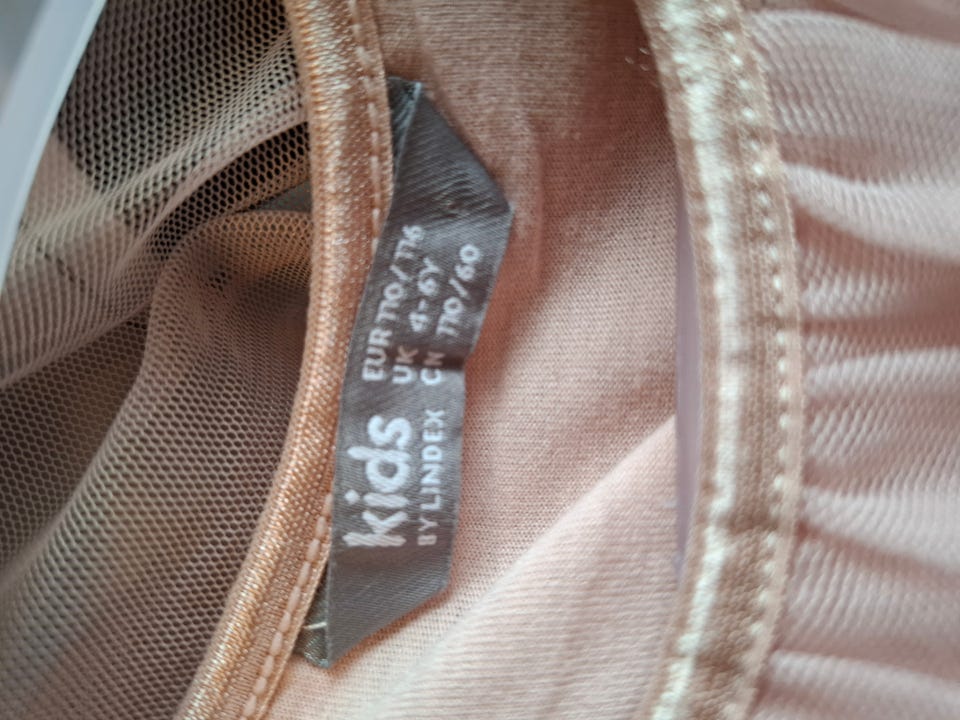 kids
BY LINDEX
EUR 110/116
UK 4-6Y
CN 110/60